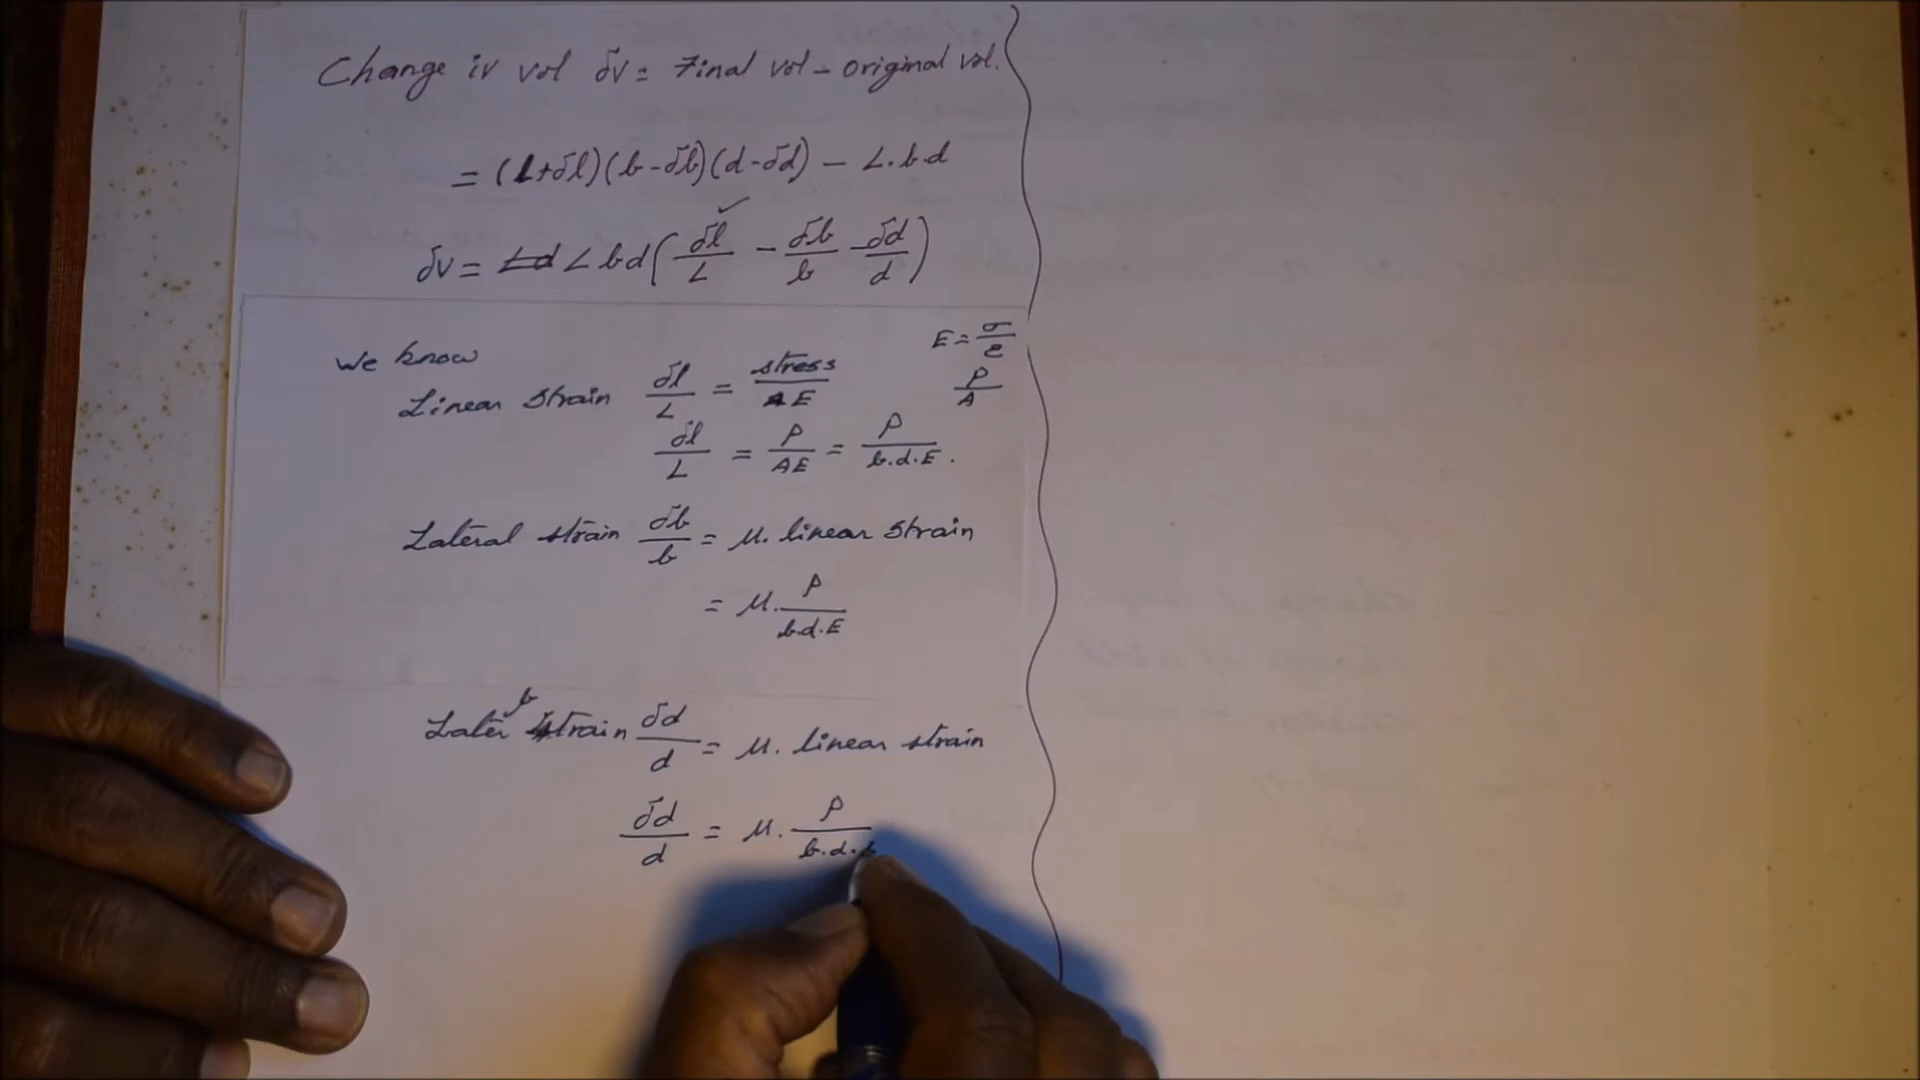 Change in vol δv = Final vol - original vol.
= (L+δl)(b-δb)(d-δd) - L.b.d
δv = L b d (δl/L - δb/b - δd/d)
We know
E = σ/ε
Linear strain δl/L = stress/E
P/A
δl/L = P/AE = P/b.d.E.
Lateral strain δb/b = μ. linear strain
= μ. P/b.d.E
Later strain δd/d = μ. linear strain
δd/d = μ. P/b.d.